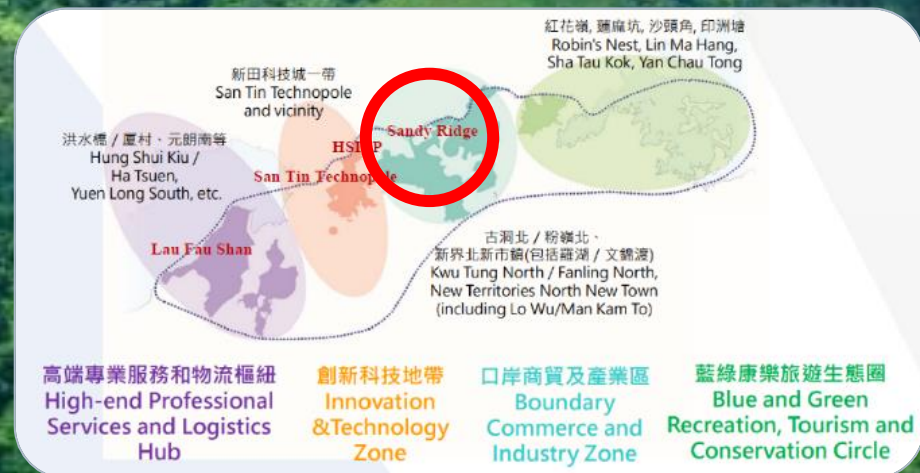 紅花嶺, 蓮麻坑, 沙頭角, 印洲塘
Robin's Nest, Lin Ma Hang,
Sha Tau Kok, Yan Chau Tong
新田科技城一帶
San Tin Technopole
and vicinity
洪水橋 / 厦村、元朗南等
Hung Shui Kiu /
Ha Tsuen,
Yuen Long South, etc.
Sandy Ridge
San Tin Technopole
Lau Fau Shan
古洞北 / 粉嶺北、
新界北新市鎮(包括羅湖 / 文錦渡)
Kwu Tung North / Fanling North,
New Territories North New Town
(including Lo Wu/Man Kam To)
高端專業服務和物流樞紐
High-end Professional
Services and Logistics
Hub
創新科技地帶
Innovation
&Technology
Zone
口岸商貿及產業區
Boundary
Commerce and
Industry Zone
藍綠康樂旅遊生態圈
Blue and Green
Recreation, Tourism and
Conservation Circle